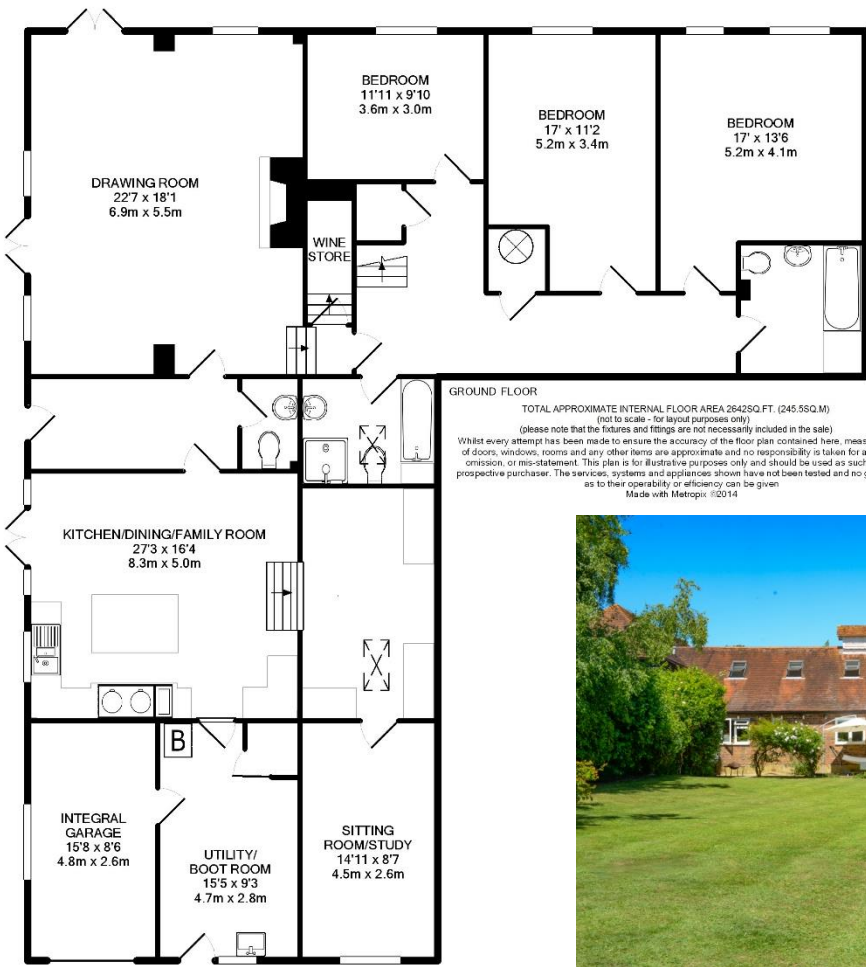 BEDROOM
11'11 x 9'10
3.6m x 3.0m
BEDROOM
17' x 11'2
5.2m x 3.4m
BEDROOM
17' x 13'6
5.2m x 4.1m
DRAWING ROOM
22'7 x 18'1
6.9m x 5.5m
WINE
STORE
GROUND FLOOR
TOTAL APPROXIMATE INTERNAL FLOOR AREA 2642SQ.FT. (245.5SQ.M)
(not to scale - for layout purposes only)
(please note that the fixtures and fittings are not necessarily included in the sale)
Whilst every attempt has been made to ensure the accuracy of the floor plan contained here, meas
of doors, windows, rooms and any other items are approximate and no responsibility is taken for a
omission, or mis-statement. This plan is for illustrative purposes only and should be used as such
prospective purchaser. The services, systems and appliances shown have not been tested and no g
as to their operability or efficiency can be given
Made with Metropix ©2014
KITCHEN/DINING/FAMILY ROOM
27'3 x 16'4
8.3m x 5.0m
B
INTEGRAL
GARAGE
15'8 x 8'6
4.8m x 2.6m
UTILITY/
BOOT ROOM
15'5 x 9'3
4.7m x 2.8m
SITTING
ROOM/STUDY
14'11 x 8'7
4.5m x 2.6m